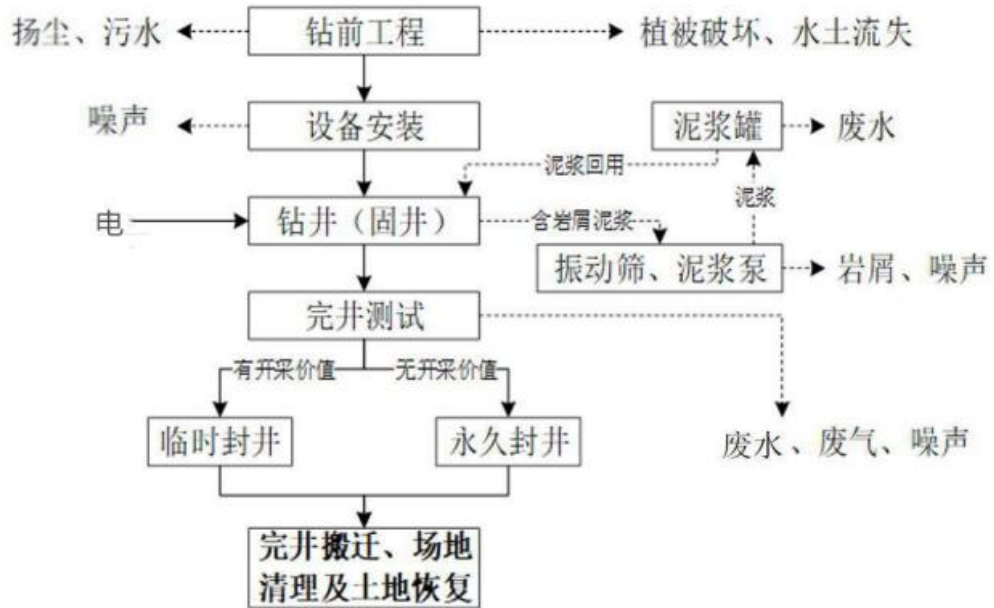 扬尘、污水
钻前工程
植被破坏、水土流失
噪声
设备安装
泥浆罐
废水
泥浆回用
泥浆
电
钻井（固井）
含岩屑泥浆
振动筛、泥浆泵
岩屑、噪声
完井测试
有开采价值
无开采价值
临时封井
永久封井
废水、废气、噪声
完井搬迁、场地
清理及土地恢复